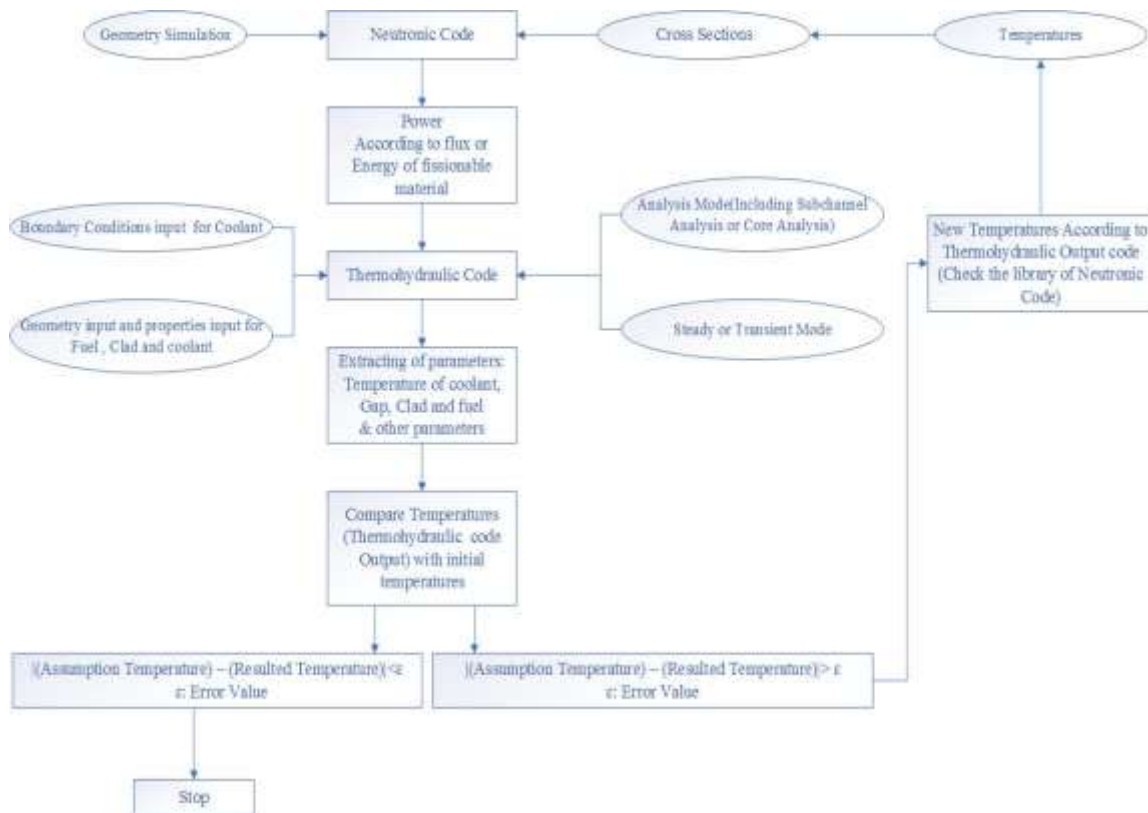 Geometry Simulation
Neutronic Code
Cross Sections
Temperatures
Power
According to flux or
Energy of fissionable
material
Boundary Conditions input for Coolant
Analysis Mode(Including Subchannel
Analysis or Core Analysis)
New Temperatures According to
Thermohydraulic Output code
(Check the library of Neutronic
Code)
Thermohydraulic Code
Geometry input and properties input for
Fuel , Clad and coolant
Steady or Transient Mode
Extracting of parameters:
Temperature of coolant,
Gap, Clad and fuel
& other parameters
Compare Temperatures
(Thermohydraulic code
Output) with initial
temperatures
|(Assumption Temperature) – (Resulted Temperature)|<ε
ε: Error Value
|(Assumption Temperature) – (Resulted Temperature)|> ε
ε: Error Value
Stop